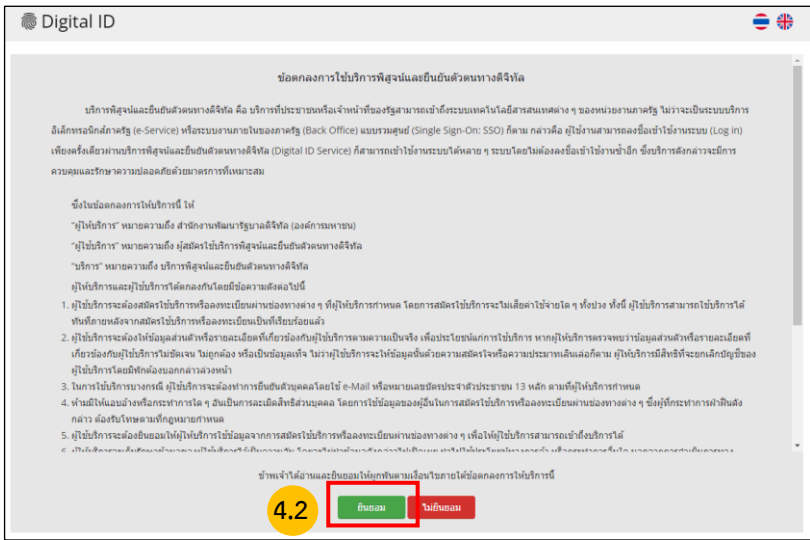 Digital ID
ข้อตกลงการใช้บริการพิสูจน์และยืนยันตัวตนทางดิจิทัล
บริการพิสูจน์และยืนยันตัวตนทางดิจิทัล คือ บริการที่ประชาชนหรือเจ้าหน้าที่ของรัฐสามารถเข้าถึงระบบเทคโนโลยีสารสนเทศต่าง ๆ ของหน่วยงานภาครัฐ ไม่ว่าจะเป็นระบบบริการ
อิเล็กทรอนิกส์ภาครัฐ (e-Service) หรือระบบงานภายในของภาครัฐ (Back Office) แบบรวมศูนย์ (Single Sign-On: SSO) ก็ตาม กล่าวคือ ผู้ใช้งานสามารถลงชื่อเข้าใช้งานระบบ (Log in)
เพียงครั้งเดียวผ่านบริการพิสูจน์และยืนยันตัวตนทางดิจิทัล (Digital ID Service) ก็สามารถเข้าใช้งานระบบได้หลาย ๆ ระบบโดยไม่ต้องลงชื่อเข้าใช้งานซ้ำอีก ซึ่งบริการดังกล่าวจะมีการ
ควบคุมและรักษาความปลอดภัยด้วยมาตรการที่เหมาะสม
ซึ่งในข้อตกลงการให้บริการนี้ ให้
"ผู้ให้บริการ" หมายความถึง สำนักงานพัฒนารัฐบาลดิจิทัล (องค์การมหาชน)
"ผู้ใช้บริการ" หมายความถึง ผู้สมัครใช้บริการพิสูจน์และยืนยันตัวตนทางดิจิทัล
"บริการ" หมายความถึง บริการพิสูจน์และยืนยันตัวตนทางดิจิทัล
ผู้ให้บริการและผู้ใช้บริการได้ตกลงกันโดยมีข้อความดังต่อไปนี้
1. ผู้ใช้บริการจะต้องสมัครใช้บริการหรือลงทะเบียนผ่านช่องทางต่าง ๆ ที่ผู้ให้บริการกำหนด โดยการสมัครใช้บริการจะไม่เสียค่าใช้จ่ายใด ๆ ทั้งปวง ทั้งนี้ ผู้ใช้บริการสามารถใช้บริการได้
ทันทีภายหลังจากสมัครใช้บริการหรือลงทะเบียนเป็นที่เรียบร้อยแล้ว
2. ผู้ใช้บริการจะต้องให้ข้อมูลส่วนตัวหรือรายละเอียดที่เกี่ยวข้องกับผู้ใช้บริการตามความเป็นจริง เพื่อประโยชน์แก่การใช้บริการ หากผู้ให้บริการตรวจพบว่าข้อมูลส่วนตัวหรือรายละเอียดที่
เกี่ยวข้องกับผู้ใช้บริการไม่ชัดเจน ไม่ถูกต้อง หรือเป็นข้อมูลเท็จ ไม่ว่าผู้ใช้บริการจะให้ข้อมูลนั้นด้วยความสมัครใจหรือความประมาทเลินเล่อก็ตาม ผู้ให้บริการมีสิทธิที่จะยกเลิกบัญชีของ
ผู้ใช้บริการโดยมิพักต้องบอกกล่าวล่วงหน้า
3. ในการใช้บริการบางกรณี ผู้ใช้บริการจะต้องทำการยืนยันตัวบุคคลโดยใช้ e-Mail หรือหมายเลขบัตรประจำตัวประชาชน 13 หลัก ตามที่ผู้ให้บริการกำหนด
4. ห้ามมิให้แอบอ้างหรือกระทำการใด ๆ อันเป็นการละเมิดสิทธิส่วนบุคคล โดยการใช้ข้อมูลของผู้อื่นในการสมัครใช้บริการหรือลงทะเบียนผ่านช่องทางต่าง ๆ ซึ่งผู้ที่กระทำการฝ่าฝืนดัง
กล่าว ต้องรับโทษตามที่กฎหมายกำหนด
5. ผู้ใช้บริการจะต้องยินยอมให้ผู้ให้บริการใช้ข้อมูลจากการสมัครใช้บริการหรือลงทะเบียนผ่านช่องทางต่าง ๆ เพื่อให้ผู้ใช้บริการสามารถเข้าถึงบริการได้
ข้าพเจ้าได้อ่านและยินยอมให้ผูกพันตามเงื่อนไขภายใต้ข้อตกลงการให้บริการนี้
4.2
ยินยอม
ไม่ยินยอม